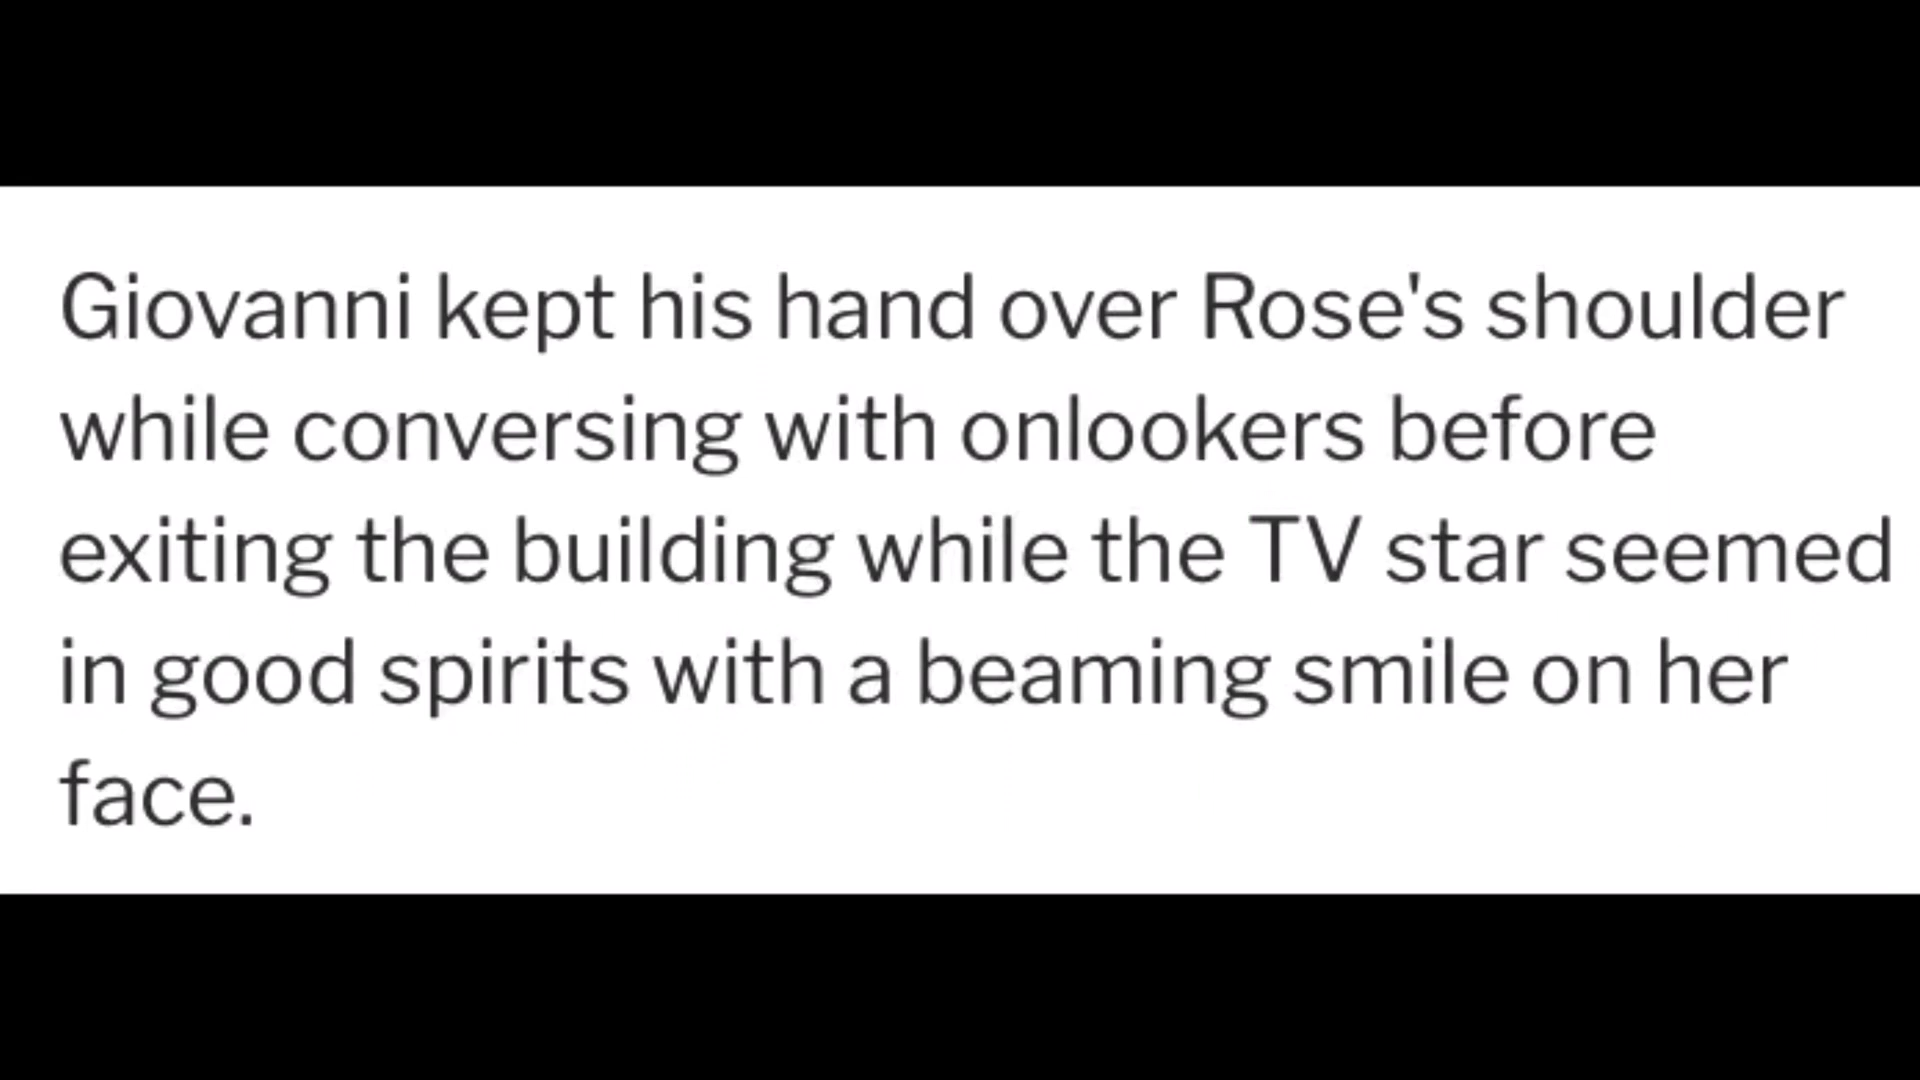 Giovanni kept his hand over Rose's shoulder
while conversing with onlookers before
exiting the building while the TV star seemed
in good spirits with a beaming smile on her
face.